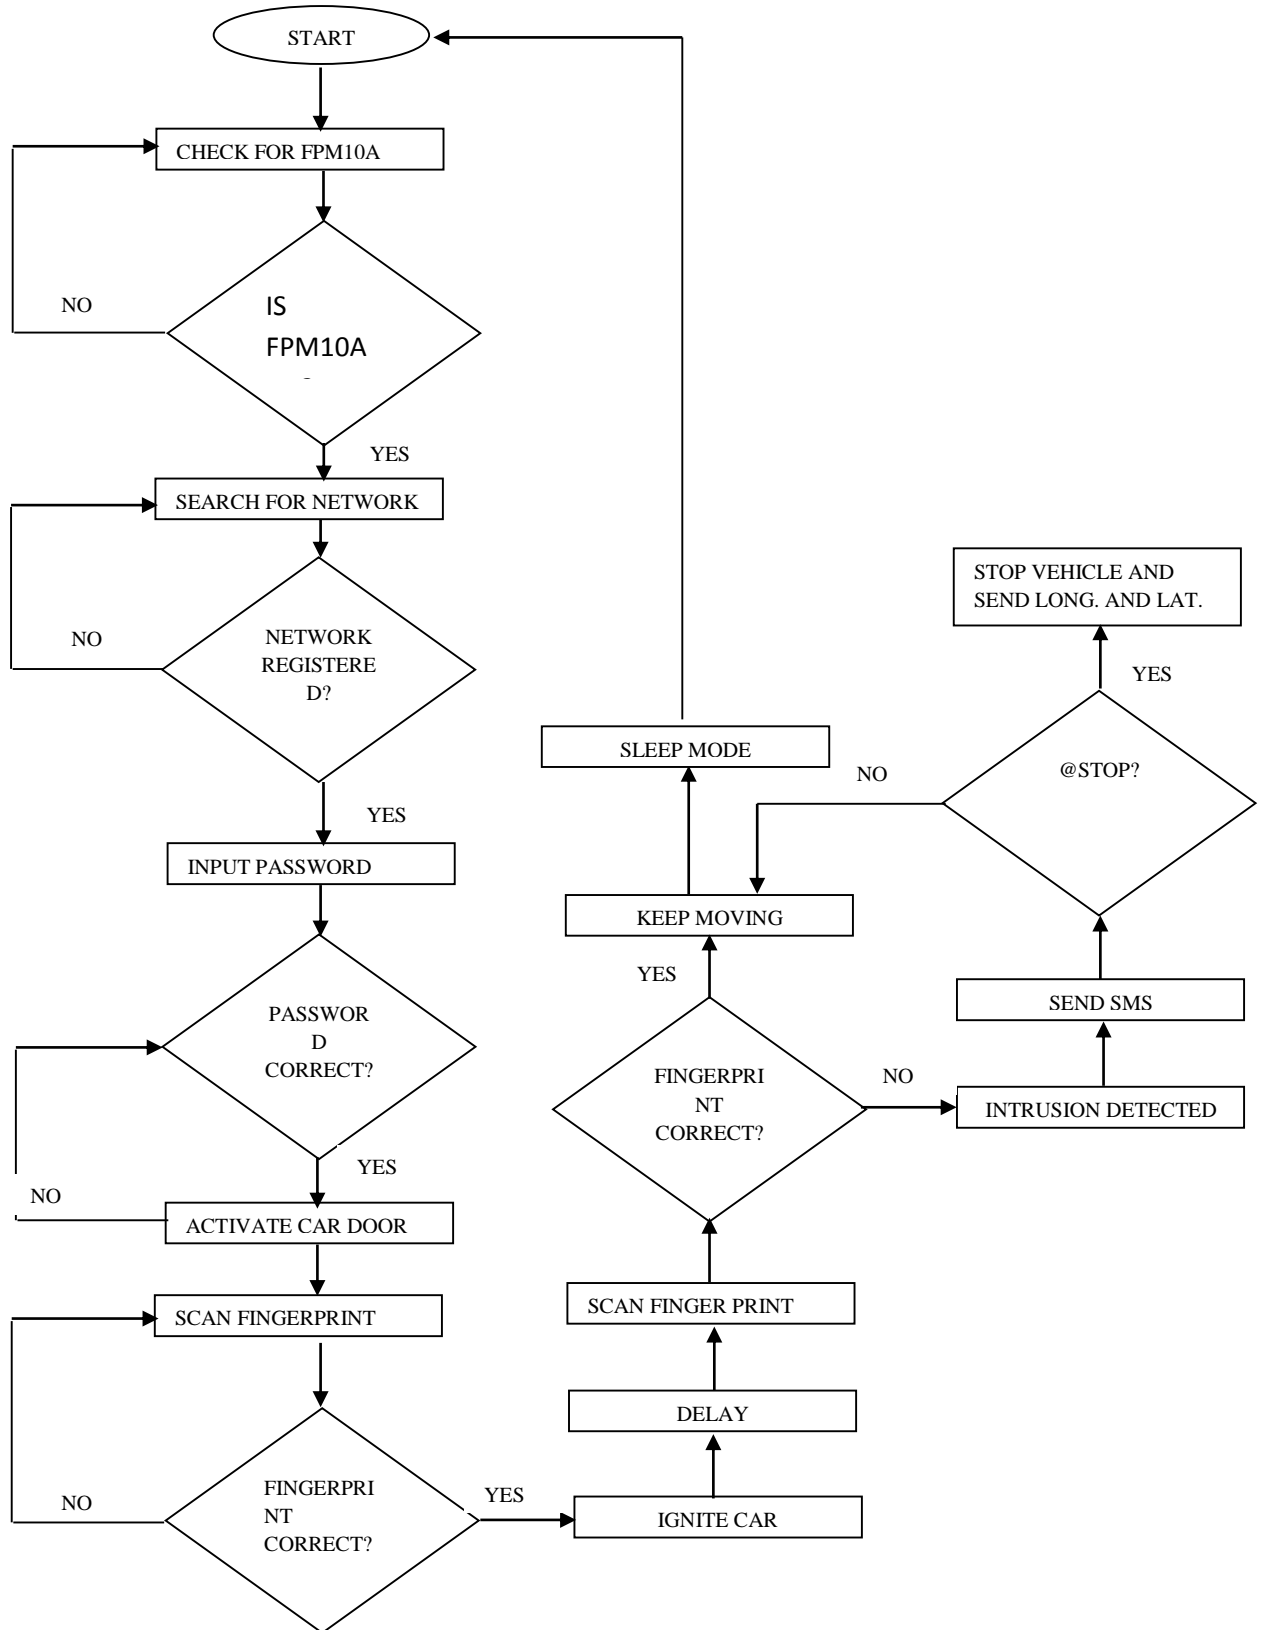 START
CHECK FOR FPM10A
NO
IS
FPM10A
YES
SEARCH FOR NETWORK
NO
NETWORK
REGISTERE
D?
YES
INPUT PASSWORD
PASSWOR
D
CORRECT?
YES
NO
ACTIVATE CAR DOOR
SCAN FINGERPRINT
NO
FINGERPRI
NT
CORRECT?
YES
IGNITE CAR
DELAY
SCAN FINGER PRINT
FINGERPRI
NT
CORRECT?
YES
KEEP MOVING
SLEEP MODE
NO
INTRUSION DETECTED
SEND SMS
@STOP?
NO
YES
STOP VEHICLE AND
SEND LONG. AND LAT.